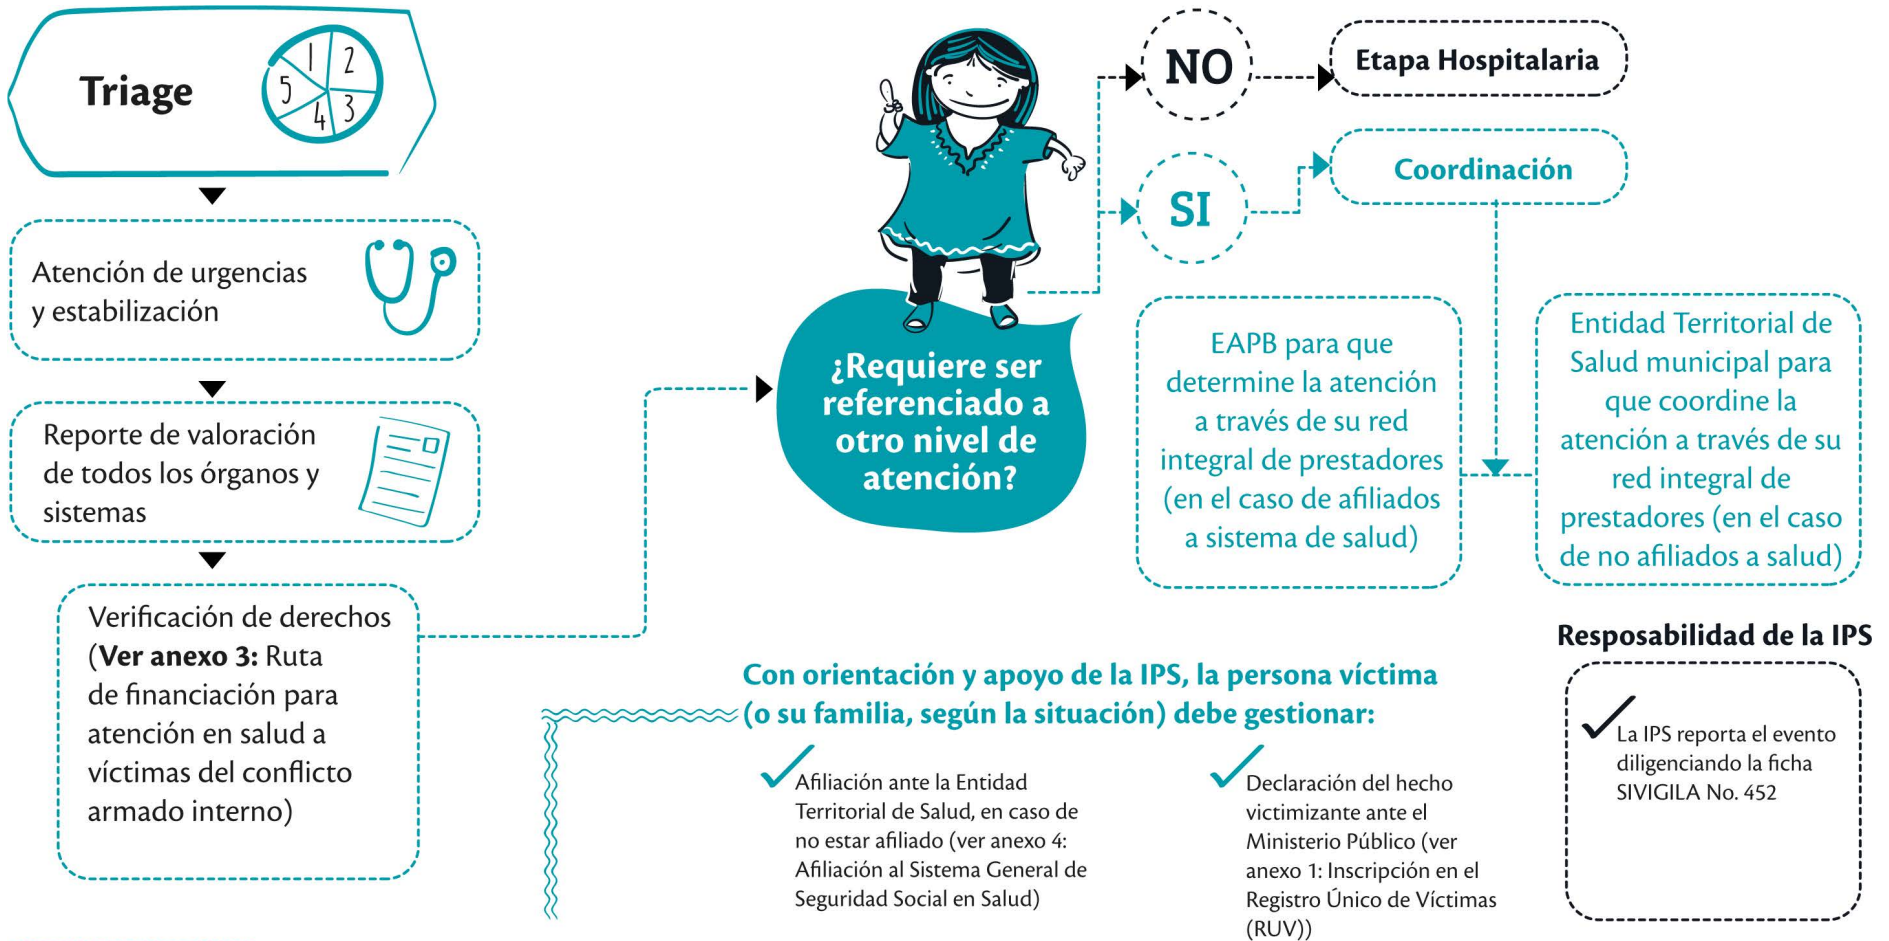 Triage
1
2
3
4
5
Atención de urgencias
y estabilización
Reporte de valoración
de todos los órganos y
sistemas
Verificación de derechos
(Ver anexo 3: Ruta
de financiación para
atención en salud a
víctimas del conflicto
armado interno)
¿Requiere ser
referenciado a
otro nivel de
atención?
NO
Etapa Hospitalaria
SI
Coordinación
EAPB para que
determine la atención
a través de su red
integral de prestadores
(en el caso de afiliados
a sistema de salud)
Entidad Territorial de
Salud municipal para
que coordine la
atención a través de su
red integral de
prestadores (en el caso
de no afiliados a salud)
Con orientación y apoyo de la IPS, la persona víctima
(o su familia, según la situación) debe gestionar:
Afiliación ante la Entidad
Territorial de Salud, en caso de
no estar afiliado (ver anexo 4:
Afiliación al Sistema General de
Seguridad Social en Salud)
Declaración del hecho
victimizante ante el
Ministerio Público (ver
anexo 1: Inscripción en el
Registro Único de Víctimas
(RUV))
Resposabilidad de la IPS
La IPS reporta el evento
diligenciando la ficha
SIVIGILA No. 452